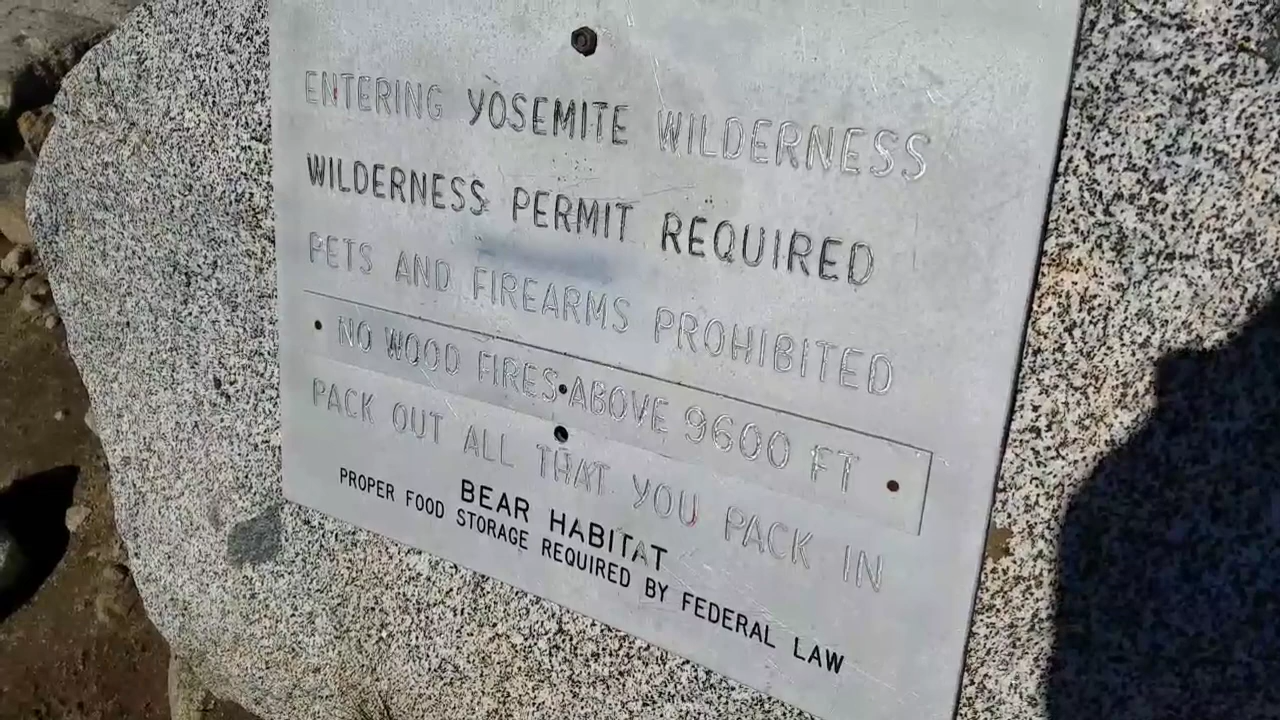 ENTERING YOSEMITE WILDERNESS
WILDERNESS PERMIT REQUIRED
PETS AND FIREARMS PROHIBITED
NO WOOD FIRES ABOVE 9600 FT
PACK OUT ALL THAT YOU PACK IN
BEAR HABITAT
PROPER FOOD STORAGE REQUIRED BY FEDERAL LAW